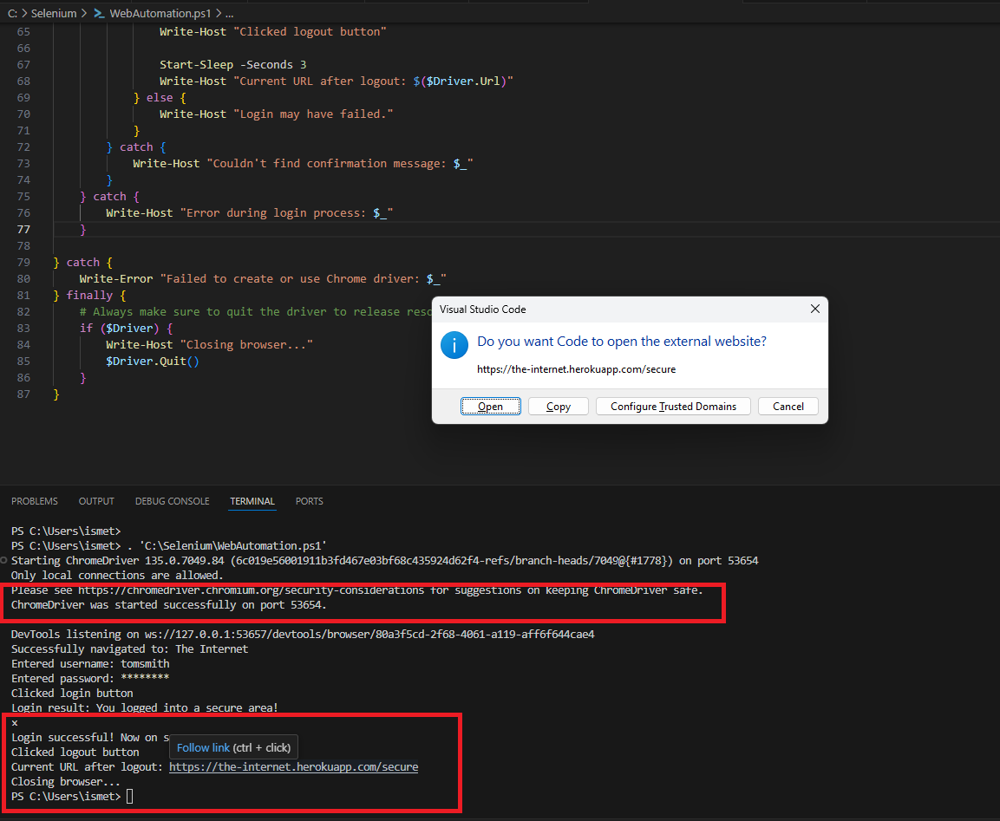 C: > Selenium > WebAutomation.ps1 > ...
65 Write-Host "Clicked logout button"
66
67 Start-Sleep -Seconds 3
68 Write-Host "Current URL after logout: $($Driver.Url)"
69 } else {
70 Write-Host "Login may have failed."
71 }
72 } catch {
73 Write-Host "Couldn't find confirmation message: $_"
74 }
75 } catch {
76 Write-Host "Error during login process: $_"
77 }
78
79 } catch {
80 Write-Error "Failed to create or use Chrome driver: $_"
81 } finally {
82 # Always make sure to quit the driver to release reso
83 if ($Driver) {
84 Write-Host "Closing browser..."
85 $Driver.Quit()
86 }
87 }
Visual Studio Code
Do you want Code to open the external website?
https://the-internet.herokuapp.com/secure
Open Copy Configure Trusted Domains Cancel
PROBLEMS OUTPUT DEBUG CONSOLE TERMINAL PORTS
PS C:\Users\ismet>
PS C:\Users\ismet> . 'C:\Selenium\WebAutomation.ps1'
Starting ChromeDriver 135.0.7049.84 (6c019e56001911b3fd467e03bf68c435924d62f4-refs/branch-heads/7049@{#1778}) on port 53654
Only local connections are allowed.
Please see https://chromedriver.chromium.org/security-considerations for suggestions on keeping ChromeDriver safe.
ChromeDriver was started successfully on port 53654.
DevTools listening on ws://127.0.0.1:53657/devtools/browser/80a3f5cd-2f68-4061-a119-aff6f644cae4
Successfully navigated to: The Internet
Entered username: tomsmith
Entered password: ********
Clicked login button
Login result: You logged into a secure area!
x
Login successful! Now on s
Follow link (ctrl + click)
Clicked logout button
Current URL after logout: https://the-internet.herokuapp.com/secure
Closing browser...
PS C:\Users\ismet>